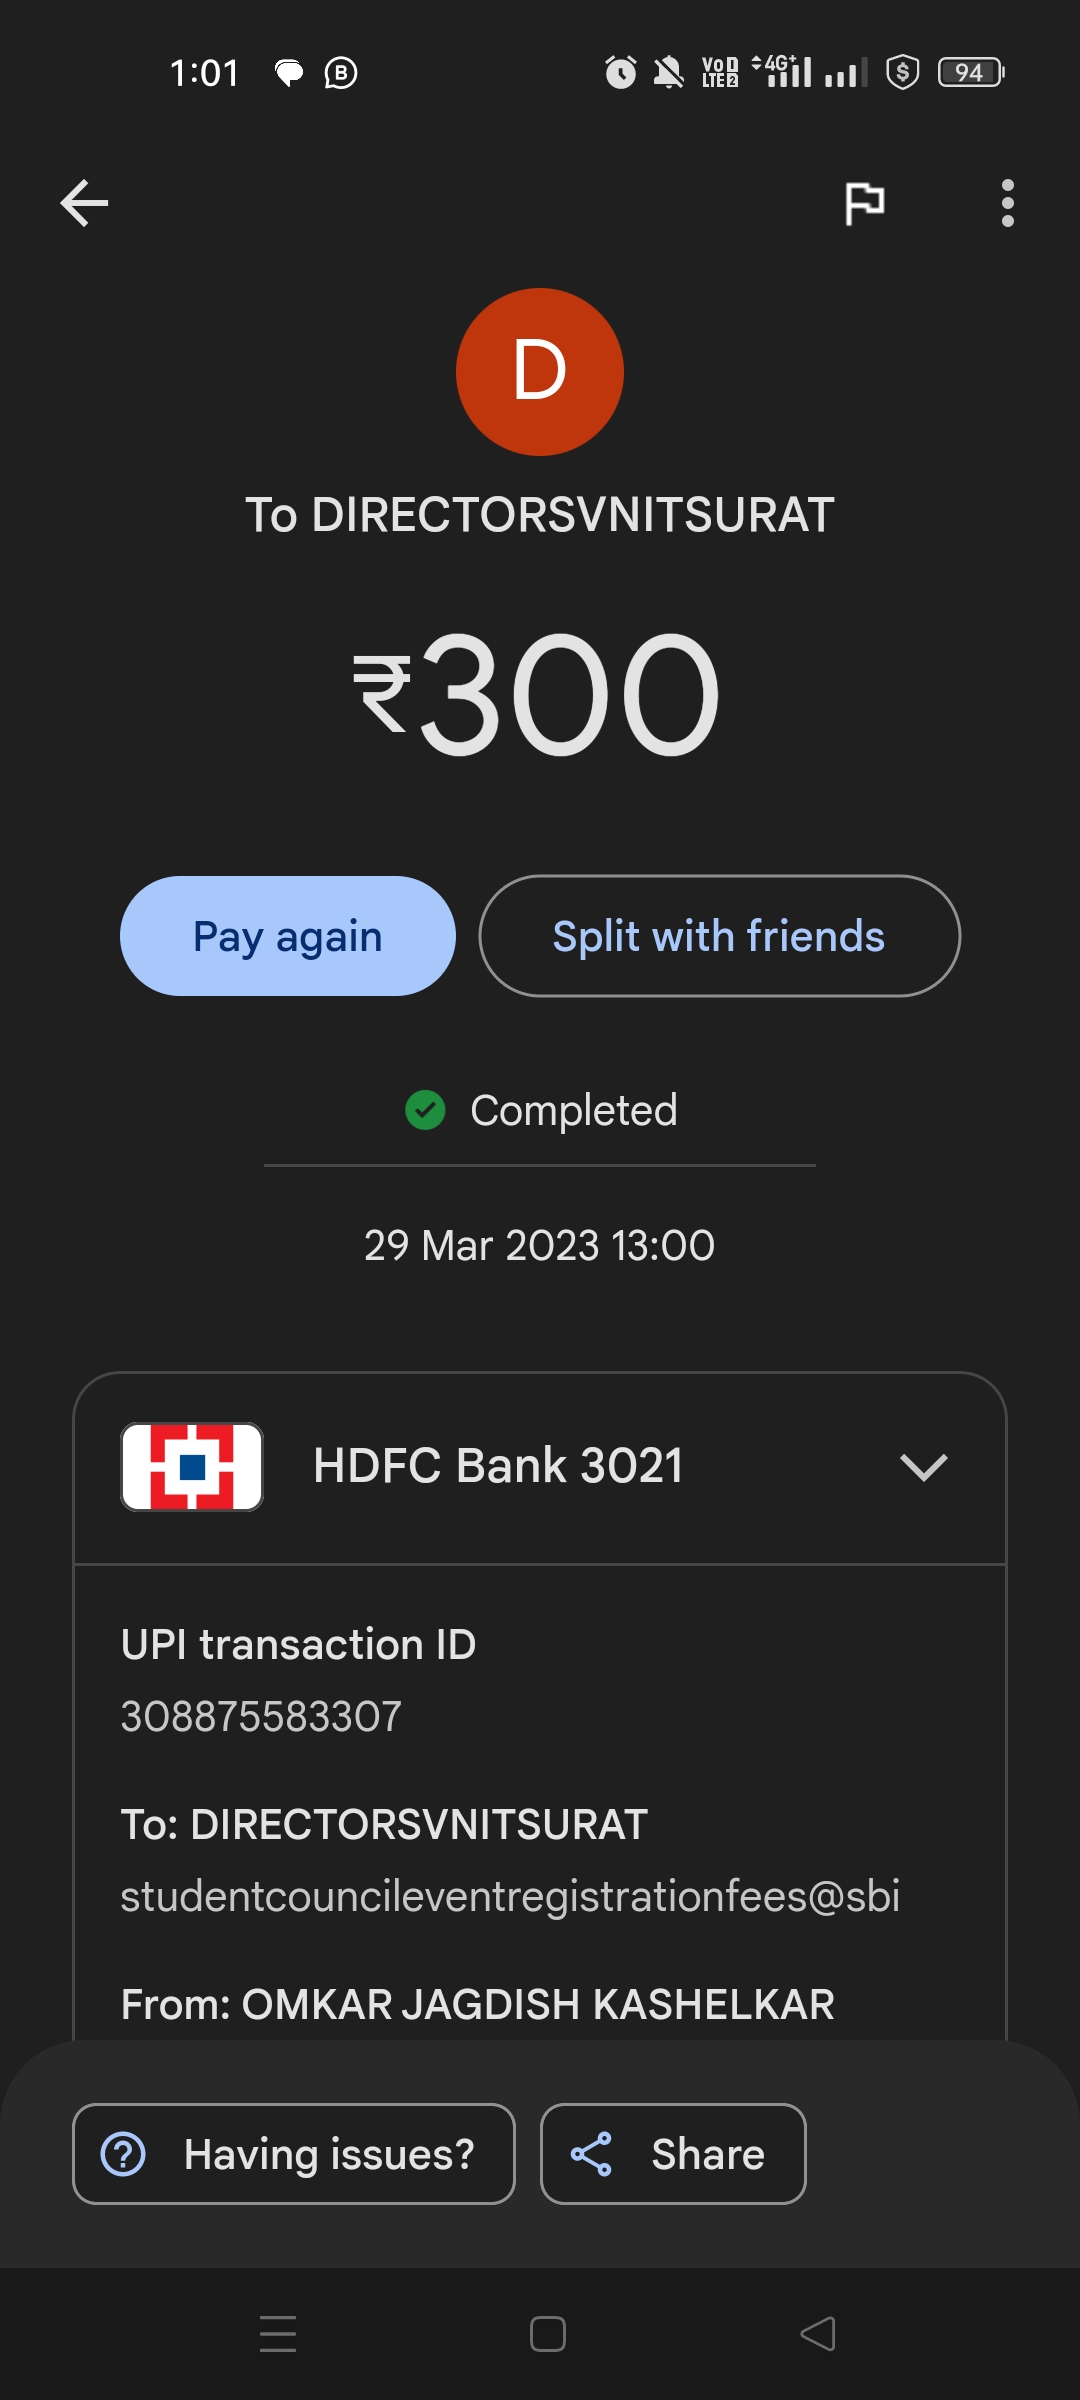 1:01 B VoD LTE2 4G+ $ 94
D
To DIRECTORSVNITSURAT
₹300
Pay again Split with friends
Completed
29 Mar 2023 13:00
HDFC Bank 3021
UPI transaction ID
308875583307
To: DIRECTORSVNITSURAT
studentcouncileventregistrationfees@sbi
From: OMKAR JAGDISH KASHELKAR
Having issues? Share